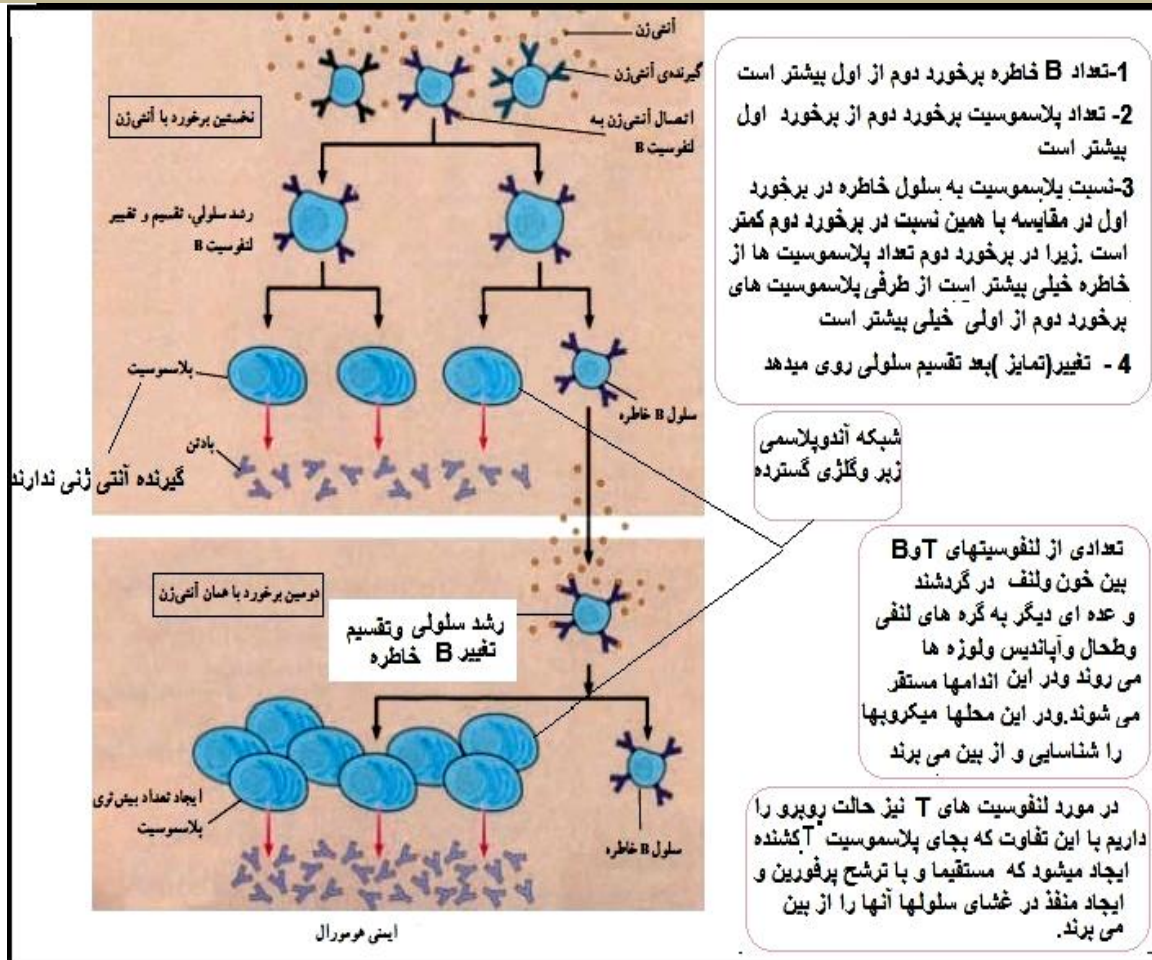 آنتی‌ژن
گیرنده‌ی آنتی‌ژن
اتصال آنتی‌ژن به
لنفوسیت B
نخستین برخورد با آنتی‌ژن
رشد سلولی، تقسیم و تغییر
لنفوسیت B
پلاسموسیت
سلول B خاطره
پادتن
گیرنده آنتی ژنی ندارند
دومین برخورد با همان آنتی‌ژن
رشد سلولی وتقسیم
تغییر B خاطره
ایجاد تعداد بیش‌تری
پلاسموسیت
سلول B خاطره
ایمنی هومورال
1-تعداد B خاطره برخورد دوم از اول بیشتر است
2- تعداد پلاسموسیت برخورد دوم از برخورد اول
بیشتر است
3-نسبت پلاسموسیت به سلول خاطره در برخورد
اول در مقایسه با همین نسبت در برخورد دوم کمتر
است .زیرا در برخورد دوم تعداد پلاسموسیت ها از
خاطره خیلی بیشتر است از طرفی پلاسموسیت های
برخورد دوم از اولی خیلی بیشتر است
4 - تغییر(تمایز )بعد تقسیم سلولی روی میدهد
شبکه آندوپلاسمی
زبر وگلژی گسترده
تعدادی از لنفوسیتهای T وB
بین خون ولنف در گردشند
و عده ای دیگر به گره های لنفی
وطحال وآپاندیس ولوزه ها
می روند ودر این اندامها مستقر
می شوند.ودر این محلها میکروبها
را شناسایی و از بین می برند
در مورد لنفوسیت های T نیز حالت روبرو را
داریم با این تفاوت که بجای پلاسموسیت T کشنده
ایجاد میشود که مستقیما و با ترشح پرفورین و
ایجاد منفذ در غشای سلولها آنها را از بین
می برند.